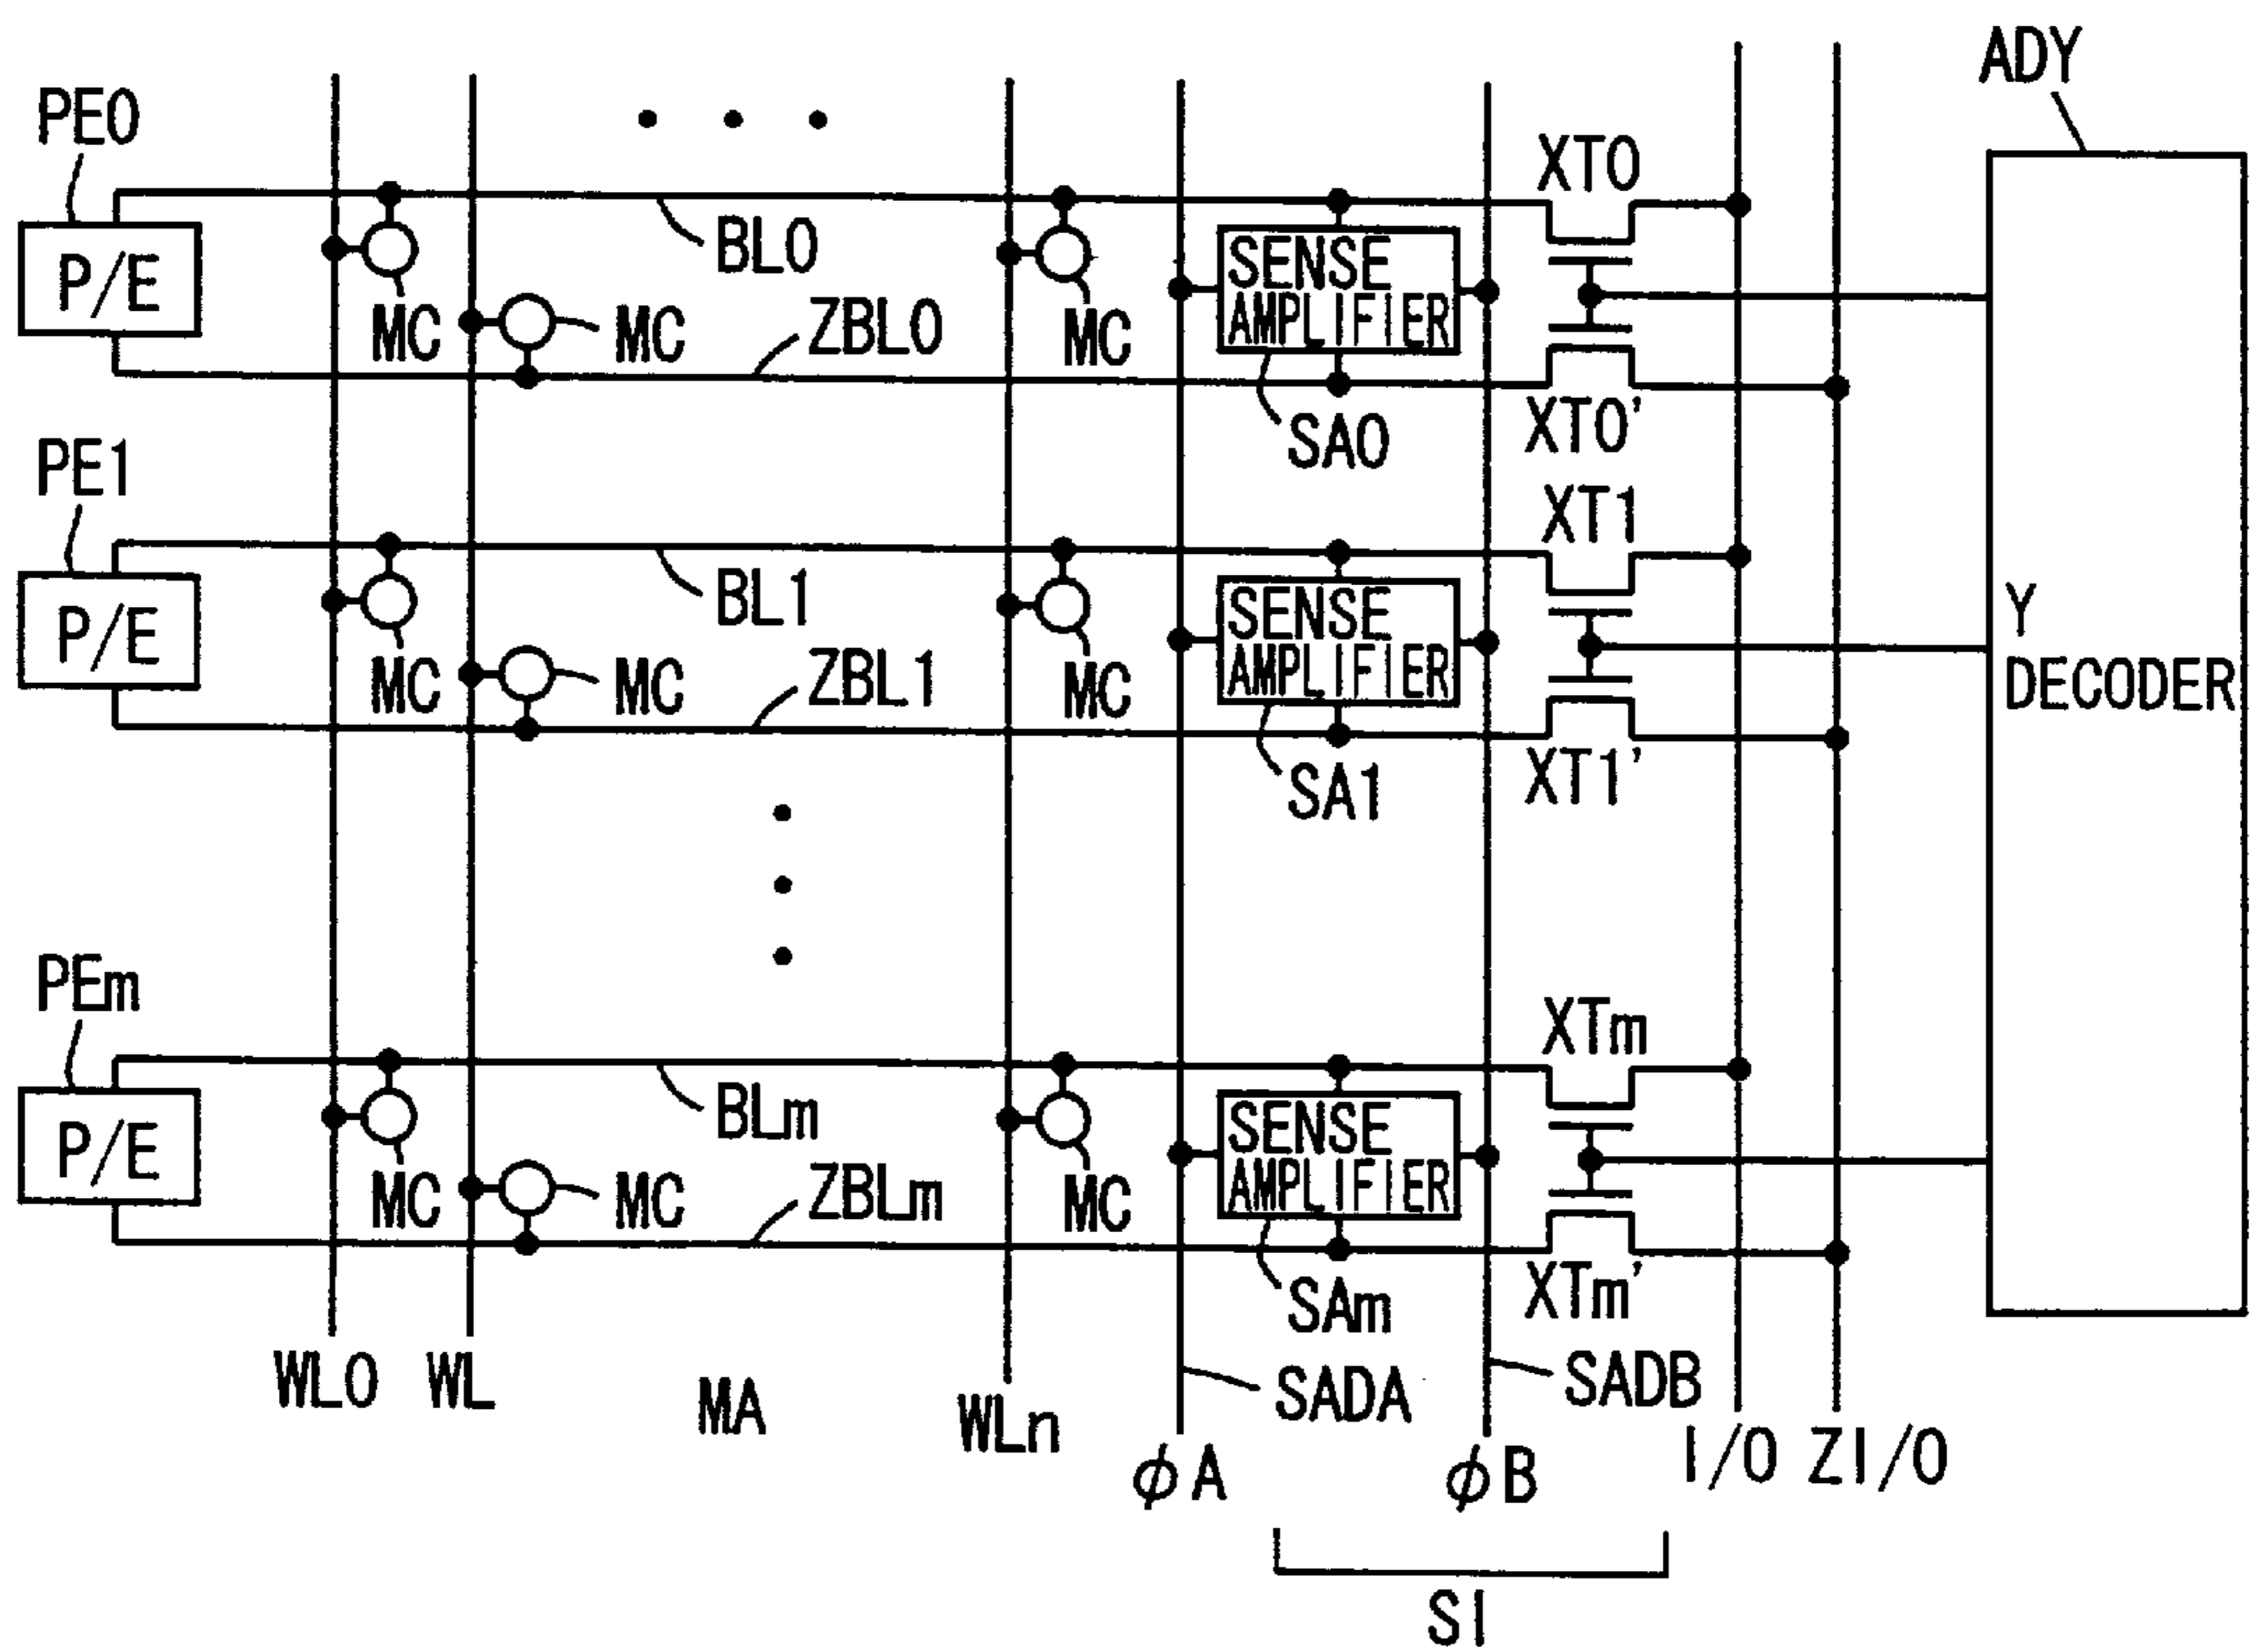 ADY
PE0
XT0
P/E
BL0
SENSE
AMPLIFIER
MC
MC
ZBL0
MC
SA0
XT0'
PE1
XT1
P/E
BL1
SENSE
AMPLIFIER
Y
DECODER
MC
MC
ZBL1
MC
SA1
XT1'
PEm
XTm
P/E
BLm
SENSE
AMPLIFIER
MC
MC
ZBLm
MC
SAm
XTm'
WL0
WL
MA
WLn
SADA
SADB
φA
φB
I/O
ZI/O
SI